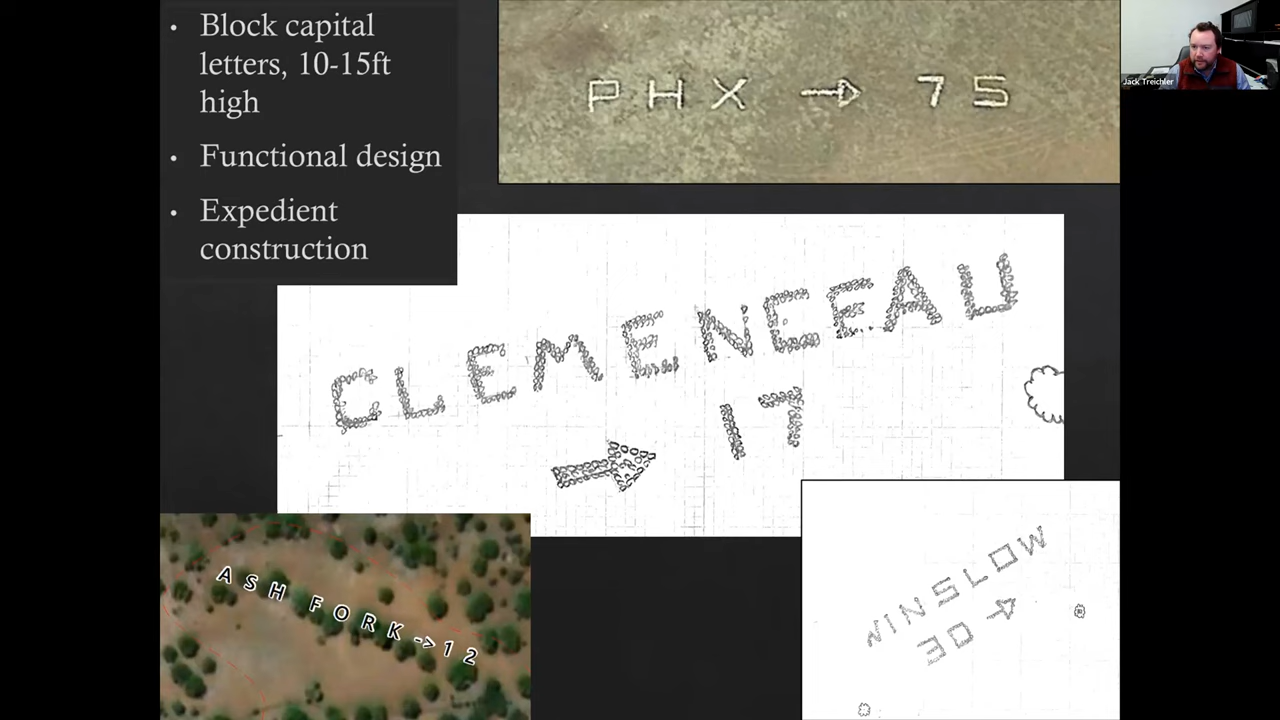 • Block capital
letters, 10-15ft
high
• Functional design
• Expedient
construction
PHX → 75
Jack Treichler
CLEMENCEAU
→ 17
ASH FORK -> 12
WINSLOW
30 →